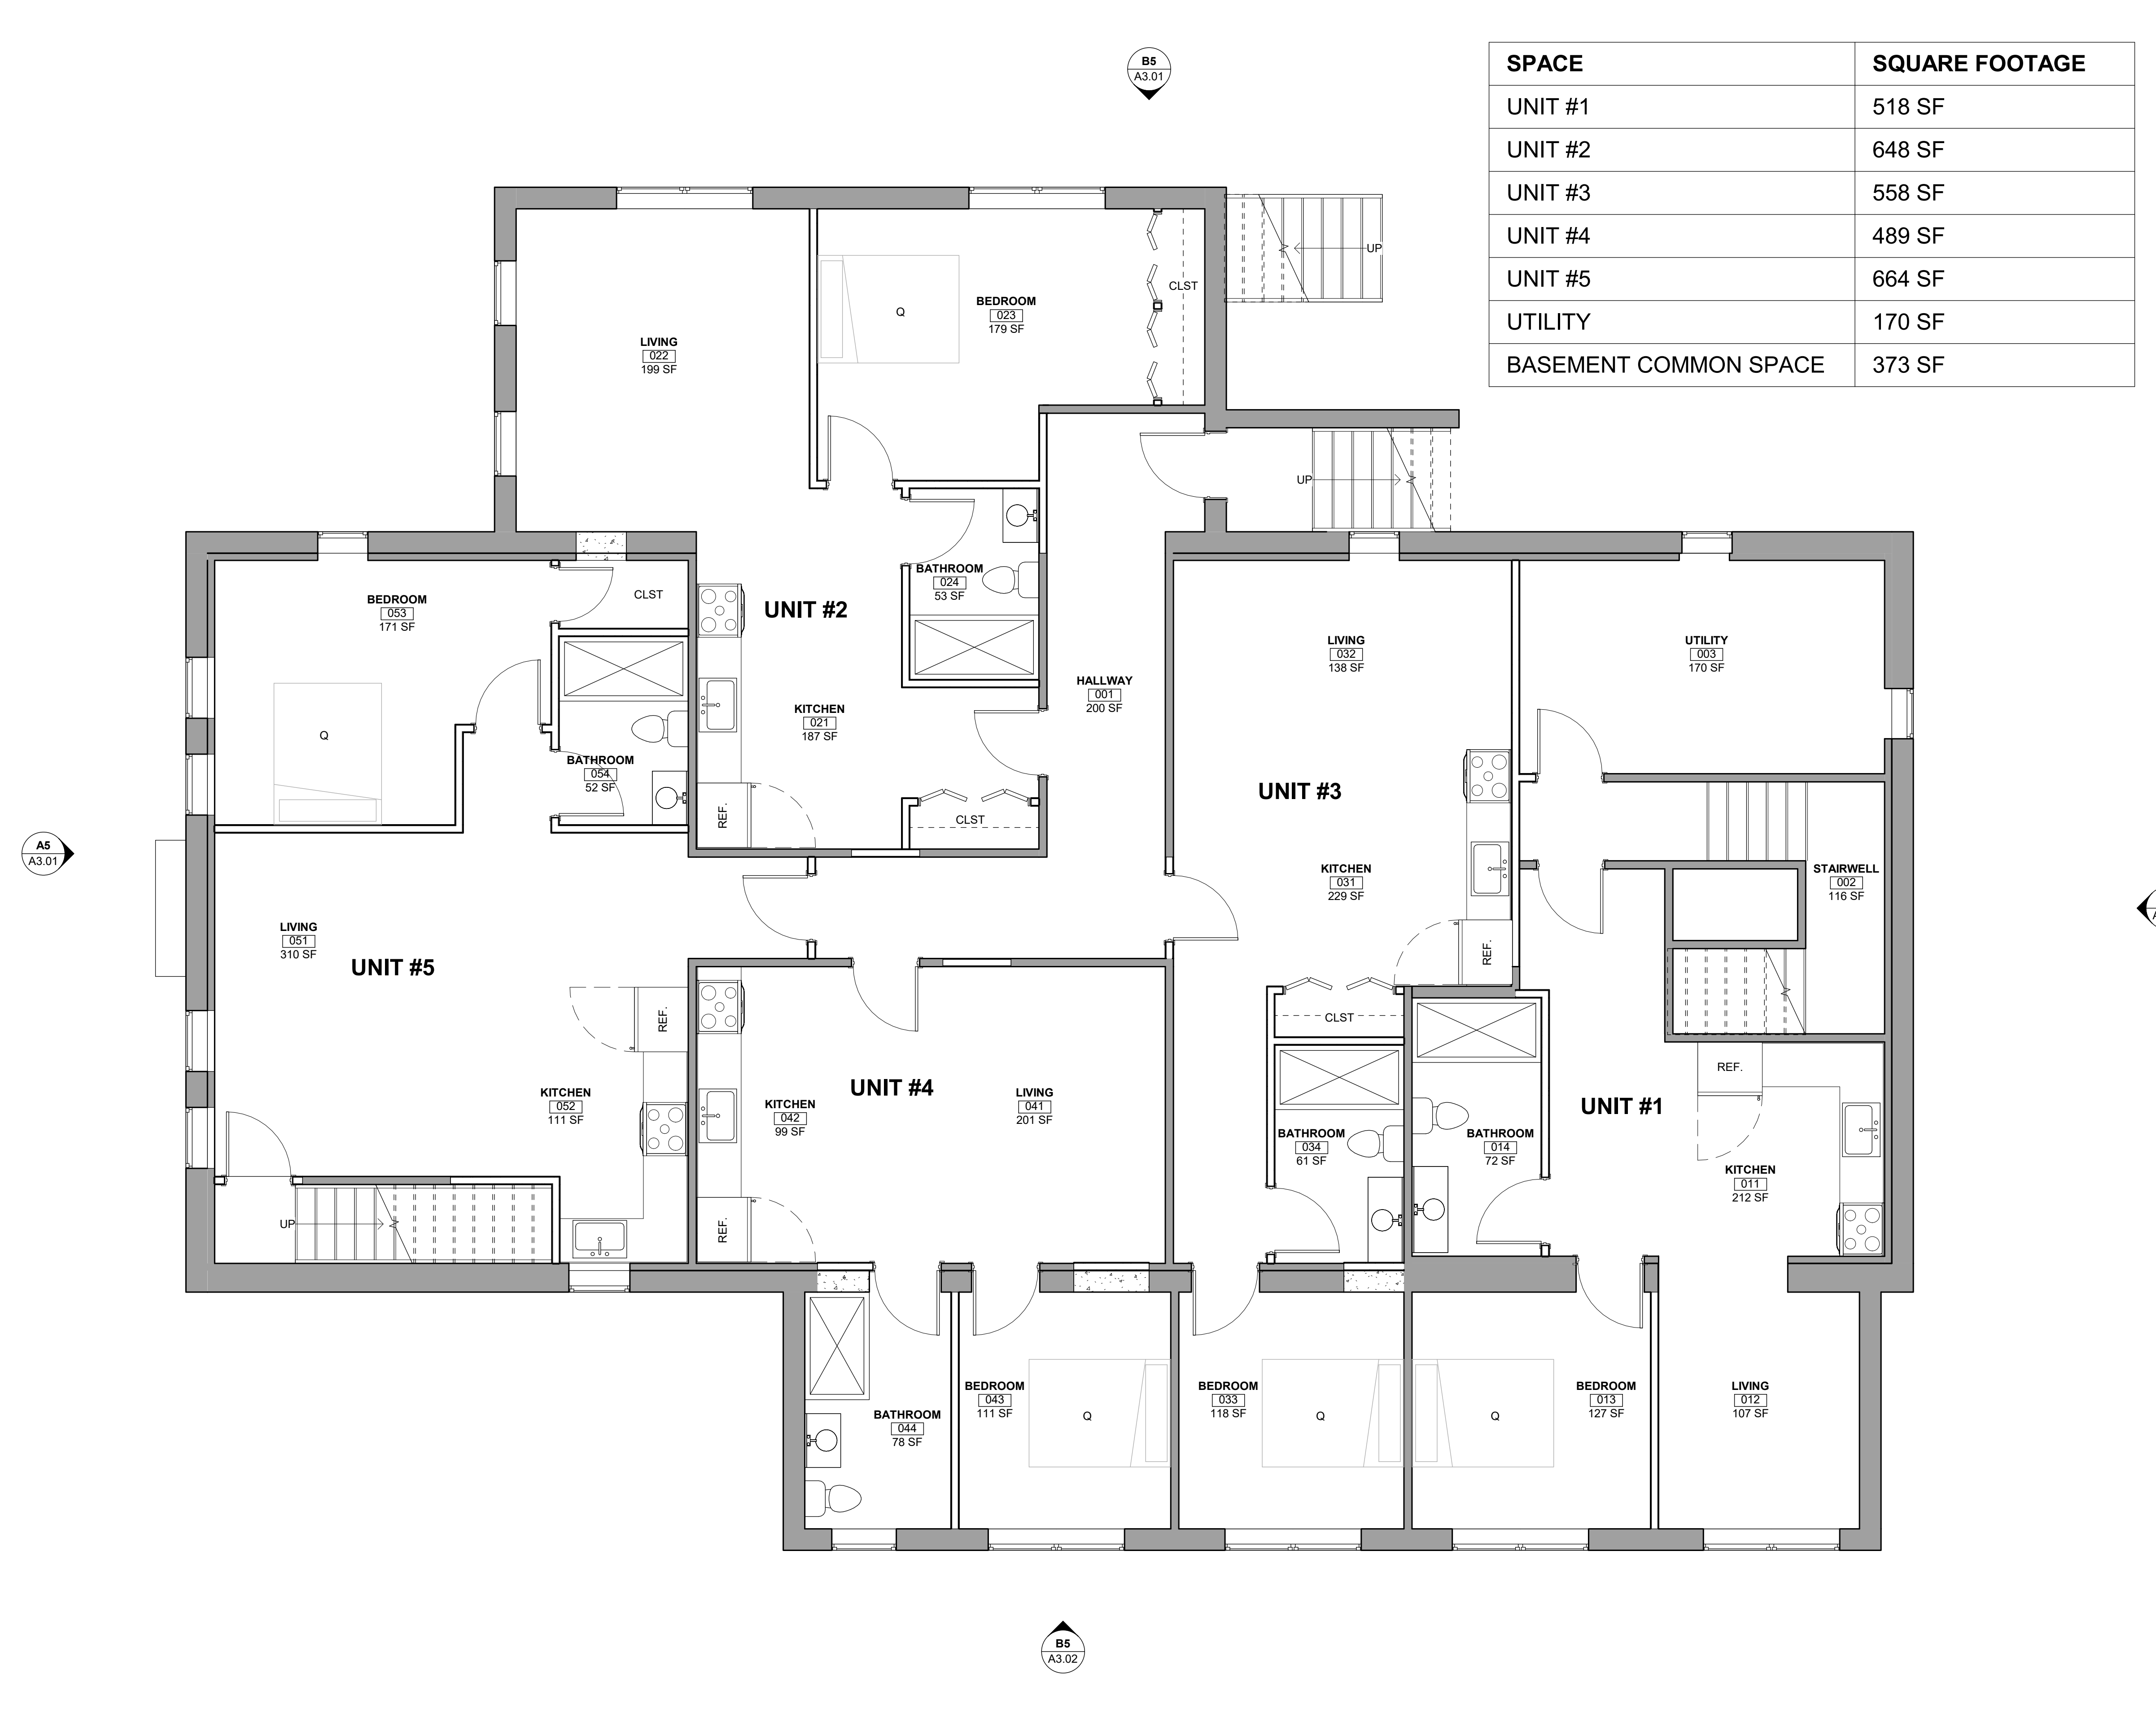 B5
A3.01
SPACE SQUARE FOOTAGE
UNIT #1 518 SF
UNIT #2 648 SF
UNIT #3 558 SF
UNIT #4 489 SF
UNIT #5 664 SF
UTILITY 170 SF
BASEMENT COMMON SPACE 373 SF
UP
CLST
BEDROOM
023
179 SF
Q
LIVING
022
199 SF
UP
BATHROOM
024
53 SF
CLST
BEDROOM
053
171 SF
UNIT #2
LIVING
032
138 SF
UTILITY
003
170 SF
HALLWAY
001
200 SF
KITCHEN
021
187 SF
Q
BATHROOM
054
52 SF
UNIT #3
REF.
CLST
A5
A3.01
KITCHEN
031
229 SF
STAIRWELL
002
116 SF
A
LIVING
051
310 SF
UNIT #5
REF.
REF.
CLST
REF.
KITCHEN
052
111 SF
UNIT #4
KITCHEN
042
99 SF
LIVING
041
201 SF
UNIT #1
BATHROOM
034
61 SF
BATHROOM
014
72 SF
KITCHEN
011
212 SF
UP
REF.
BEDROOM
043
111 SF
Q
BEDROOM
033
118 SF
Q
Q
BEDROOM
013
127 SF
LIVING
012
107 SF
BATHROOM
044
78 SF
B5
A3.02